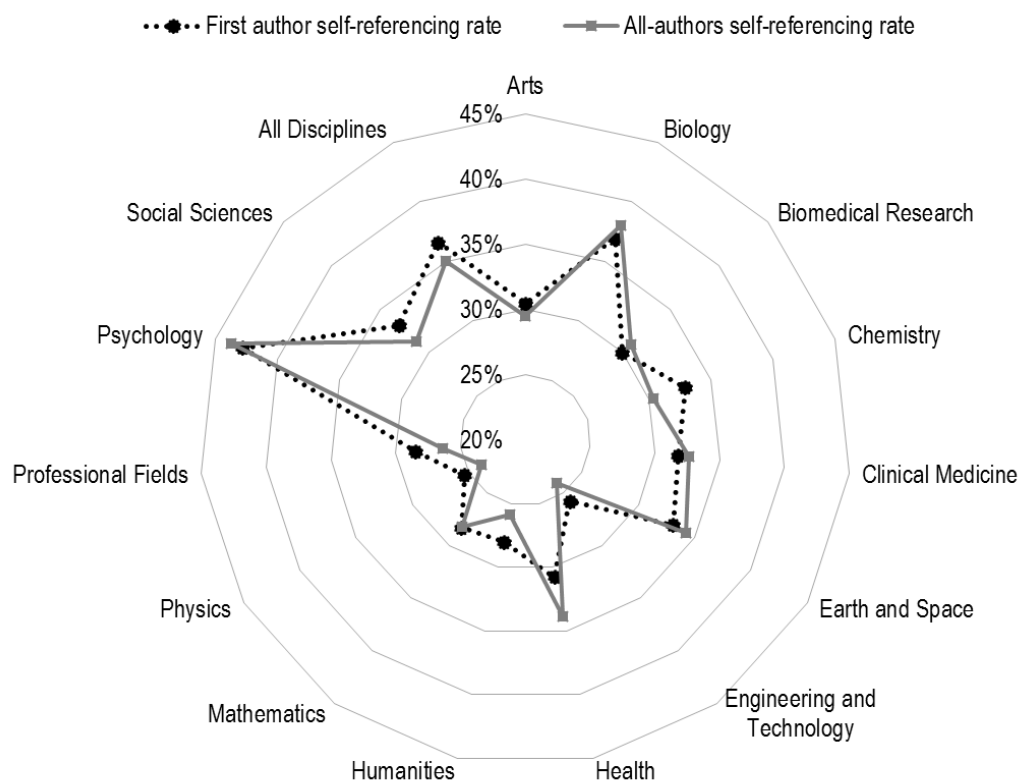 First author self-referencing rate
All-authors self-referencing rate
Arts
45%
All Disciplines
Biology
40%
Social Sciences
Biomedical Research
35%
30%
Psychology
Chemistry
25%
20%
Professional Fields
Clinical Medicine
Physics
Earth and Space
Mathematics
Engineering and
Technology
Humanities
Health